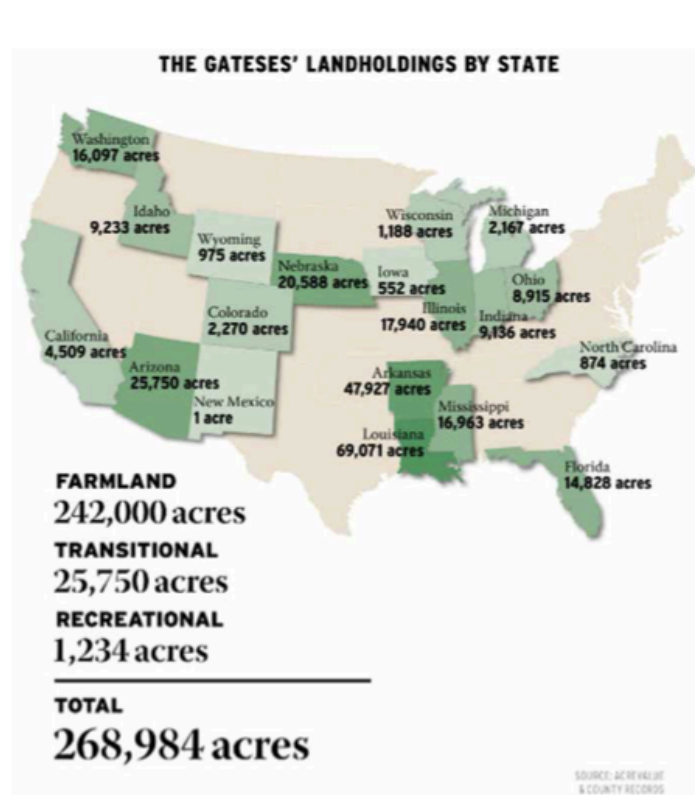 THE GATESES' LANDHOLDINGS BY STATE
Washington
16,097 acres
Idaho
9,233 acres
Wyoming
975 acres
Nebraska
20,588 acres
Wisconsin
1,188 acres
Michigan
2,167 acres
Iowa
552 acres
Ohio
8,915 acres
Illinois
17,940 acres
Indiana
9,136 acres
Colorado
2,270 acres
California
4,509 acres
Arizona
25,750 acres
New Mexico
1 acre
North Carolina
874 acres
Arkansas
47,927 acres
Mississippi
16,963 acres
Louisiana
69,071 acres
Florida
14,828 acres
FARMLAND
242,000 acres
TRANSITIONAL
25,750 acres
RECREATIONAL
1,234 acres
TOTAL
268,984 acres
SOURCE: ACREVALUE
& COUNTY RECORDS